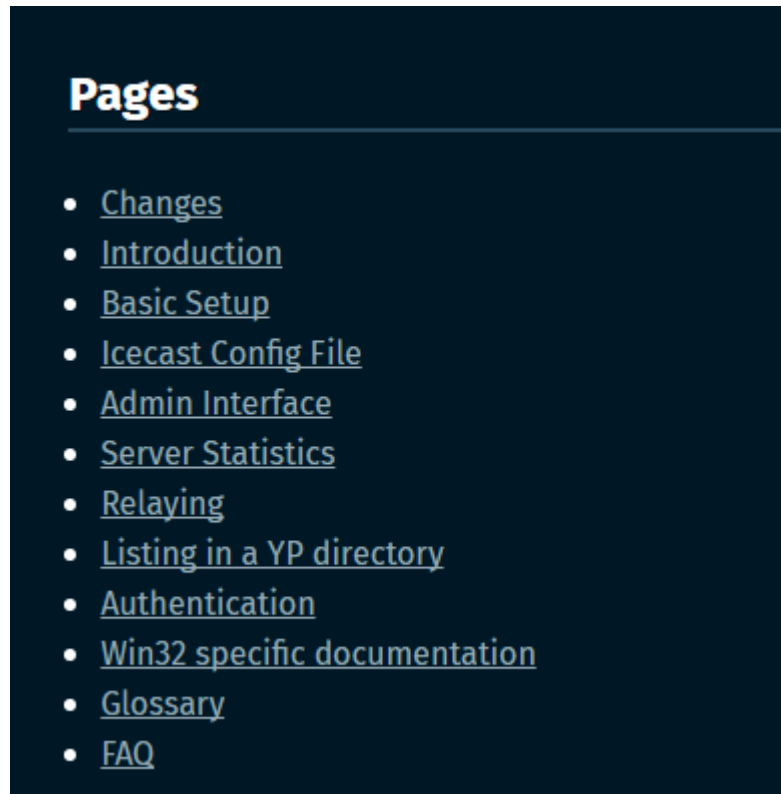 Pages
Changes
Introduction
Basic Setup
Icecast Config File
Admin Interface
Server Statistics
Relaying
Listing in a YP directory
Authentication
Win32 specific documentation
Glossary
FAQ